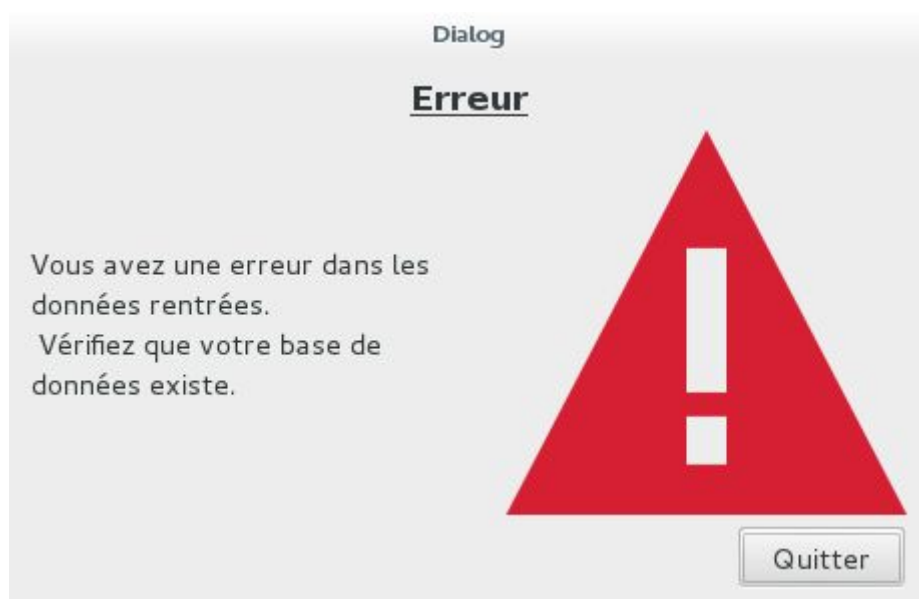 Dialog
Erreur
Vous avez une erreur dans les
données rentrées.
Vérifiez que votre base de
données existe.
Quitter